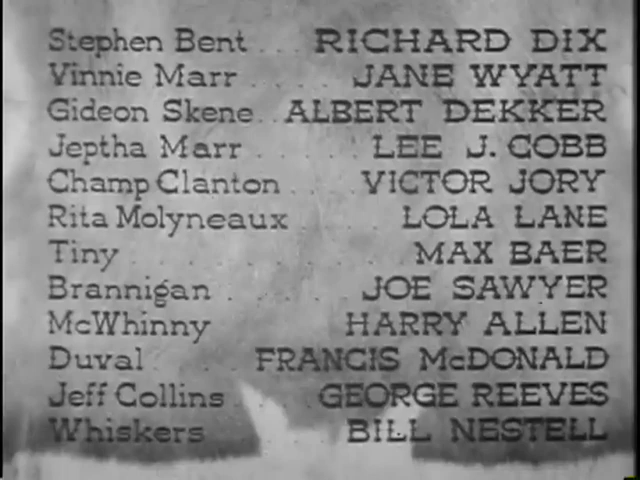 Stephen Bent .. RICHARD DIX
Vinnie Marr ..... JANE WYATT
Gideon Skene.. ALBERT DEKKER
Jeptha Marr ...... LEE J. COBB
Champ Clanton .... VICTOR JORY
Rita Molyneaux ..... LOLA LANE
Tiny ............ MAX BAER
Brannigan ...... JOE SAWYER
McWhinny ...... HARRY ALLEN
Duval ..... FRANCIS McDONALD
Jeff Collins .... GEORGE REEVES
Whiskers ...... BILL NESTELL